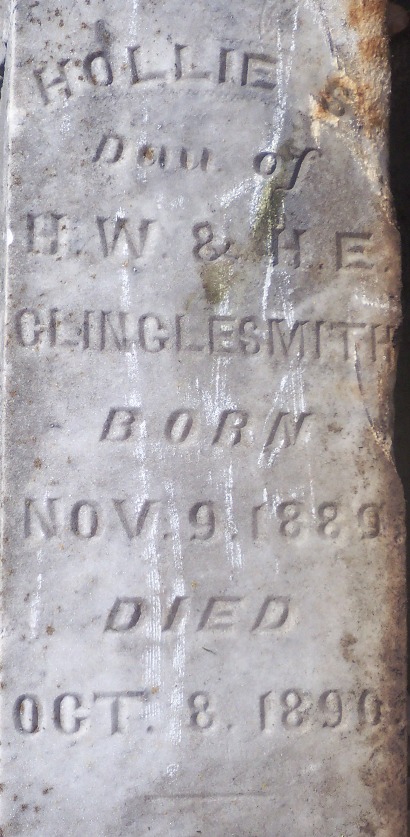 HOLLIE S
Dau. of
H. W. & H. E.
CLINGLESMITH
BORN
NOV. 9. 1889.
DIED
OCT. 8. 1890.